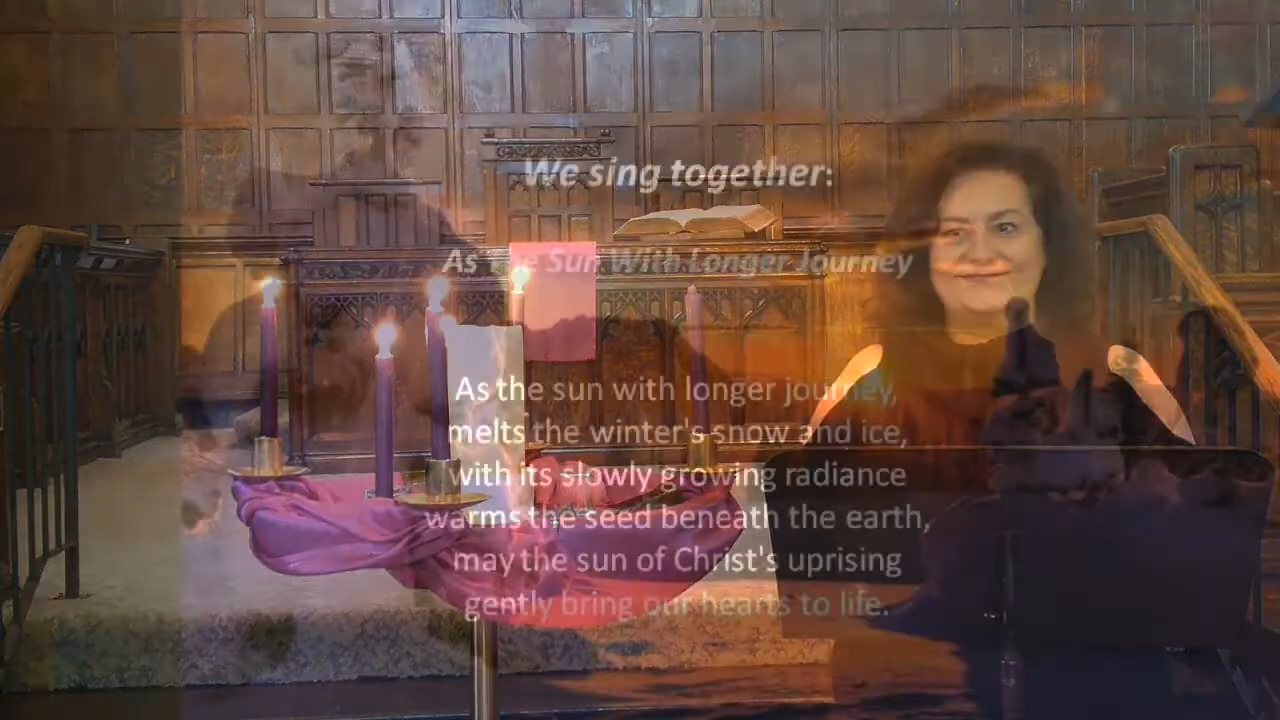 We sing together:
As The Sun With Longer Journey
As the sun with longer journey,
melts the winter's snow and ice,
with its slowly growing radiance
warms the seed beneath the earth,
may the sun of Christ's uprising
gently bring our hearts to life.